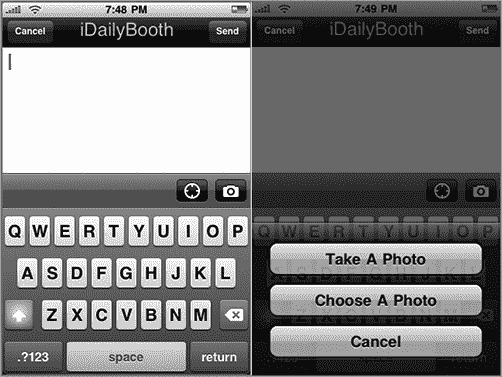 7:48 PM
Cancel iDailyBooth Send
Q W E R T Y U I O P
A S D F G H J K L
Z X C V B N M
.?123 space return
7:49 PM
Cancel iDailyBooth Send
Q W E R T Y U I O P
Take A Photo
Choose A Photo
Cancel